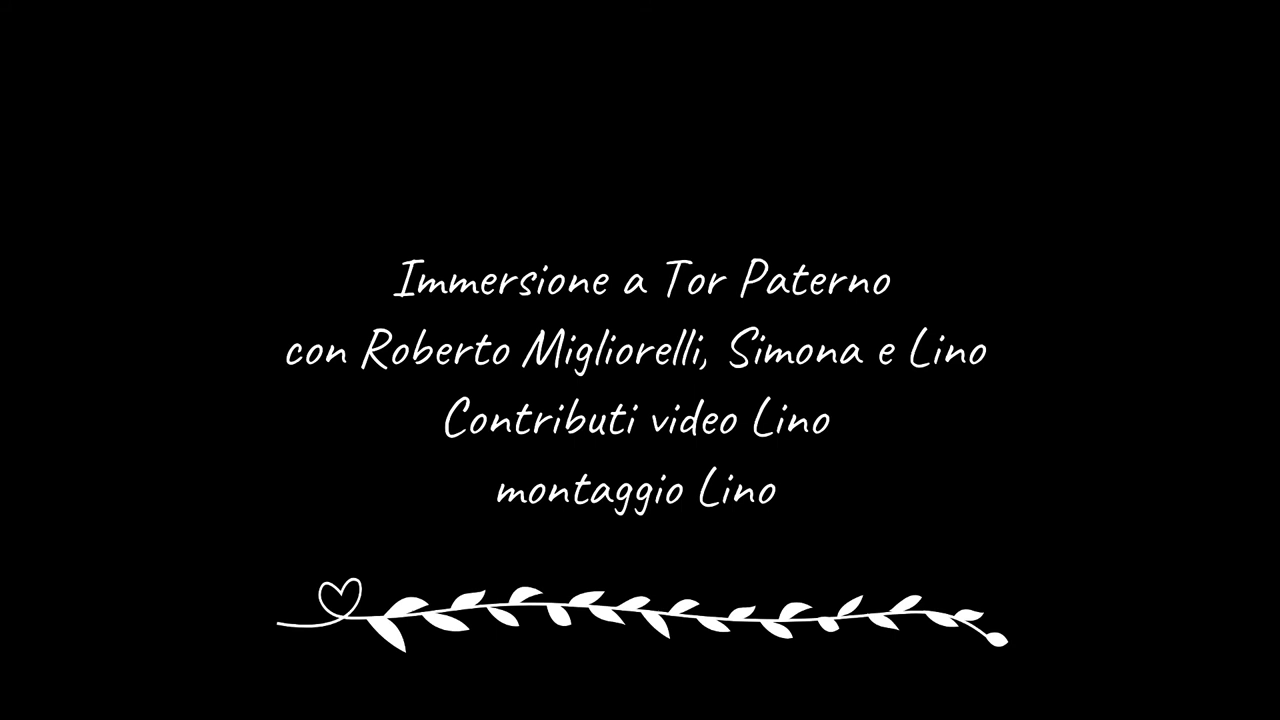 Immersione a Tor Paterno
con Roberto Migliorelli, Simona e Lino
Contributi video Lino
montaggio Lino